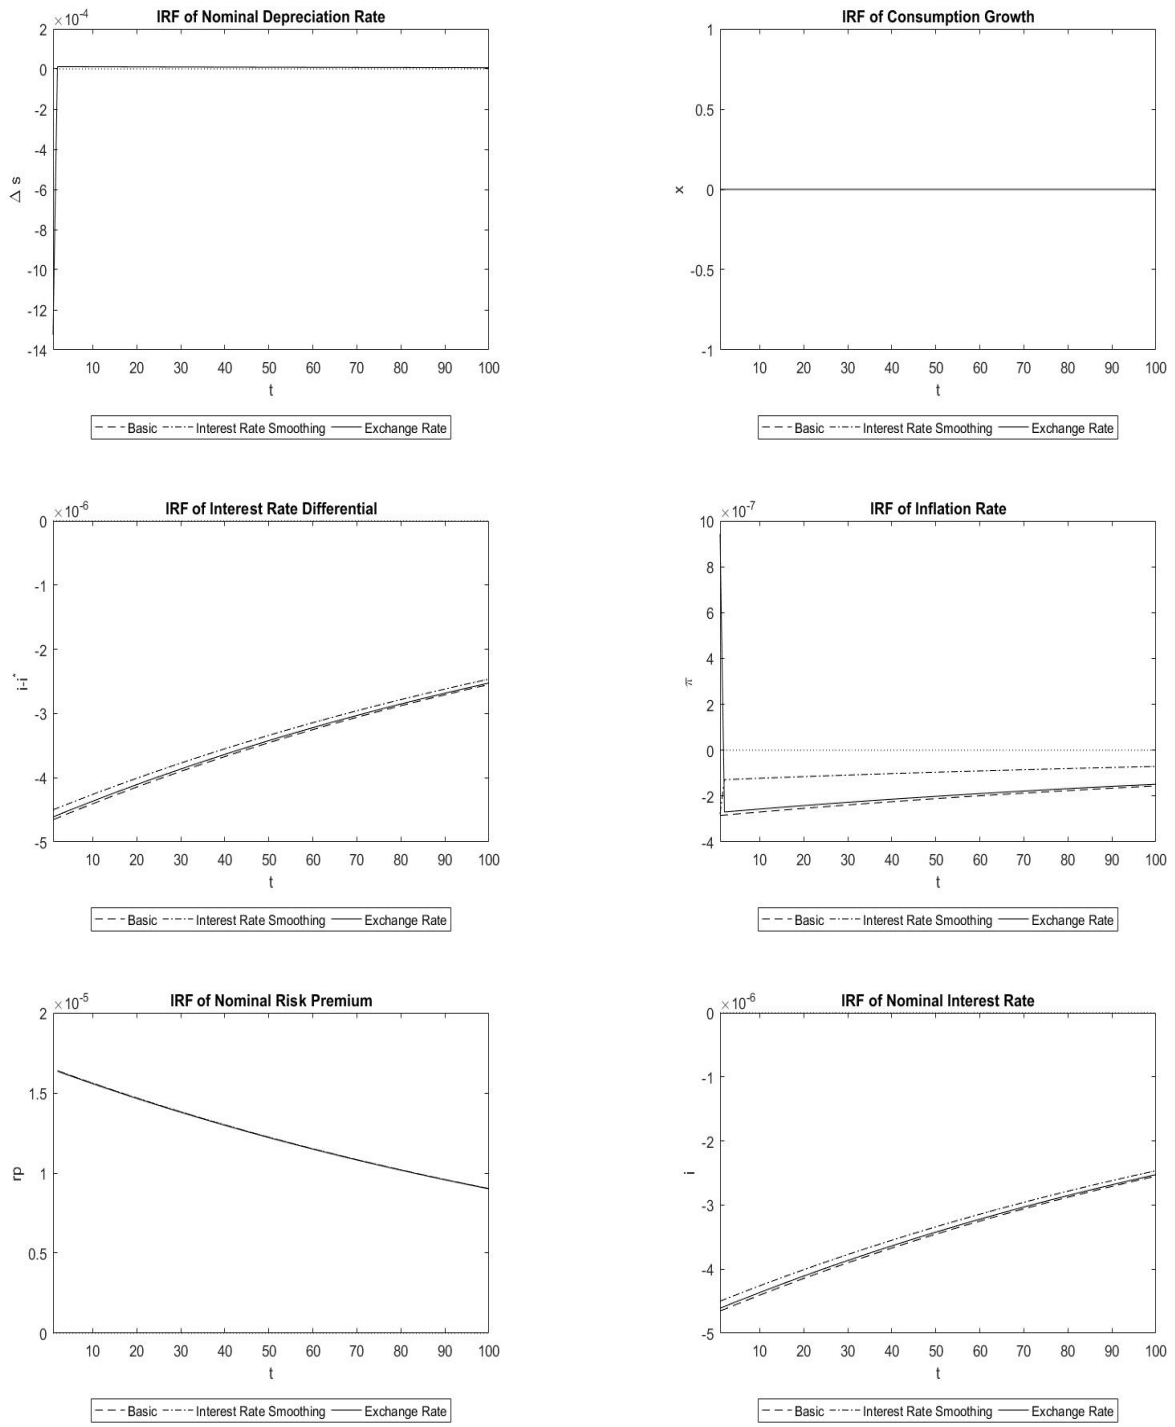 IRF of Nominal Depreciation Rate
×10⁻⁴
2
0
-2
-4
-6
-8
-10
-12
-14
Δ s
10 20 30 40 50 60 70 80 90 100
t
Basic Interest Rate Smoothing Exchange Rate
IRF of Consumption Growth
1
0.5
0
-0.5
-1
x
10 20 30 40 50 60 70 80 90 100
t
Basic Interest Rate Smoothing Exchange Rate
IRF of Interest Rate Differential
×10⁻⁶
0
-1
-2
-3
-4
-5
i-i*
10 20 30 40 50 60 70 80 90 100
t
Basic Interest Rate Smoothing Exchange Rate
IRF of Inflation Rate
×10⁻⁷
10
8
6
4
2
0
-2
-4
π
10 20 30 40 50 60 70 80 90 100
t
Basic Interest Rate Smoothing Exchange Rate
IRF of Nominal Risk Premium
×10⁻⁵
2
1.5
1
0.5
0
rp
10 20 30 40 50 60 70 80 90 100
t
Basic Interest Rate Smoothing Exchange Rate
IRF of Nominal Interest Rate
×10⁻⁶
0
-1
-2
-3
-4
-5
i
10 20 30 40 50 60 70 80 90 100
t
Basic Interest Rate Smoothing Exchange Rate